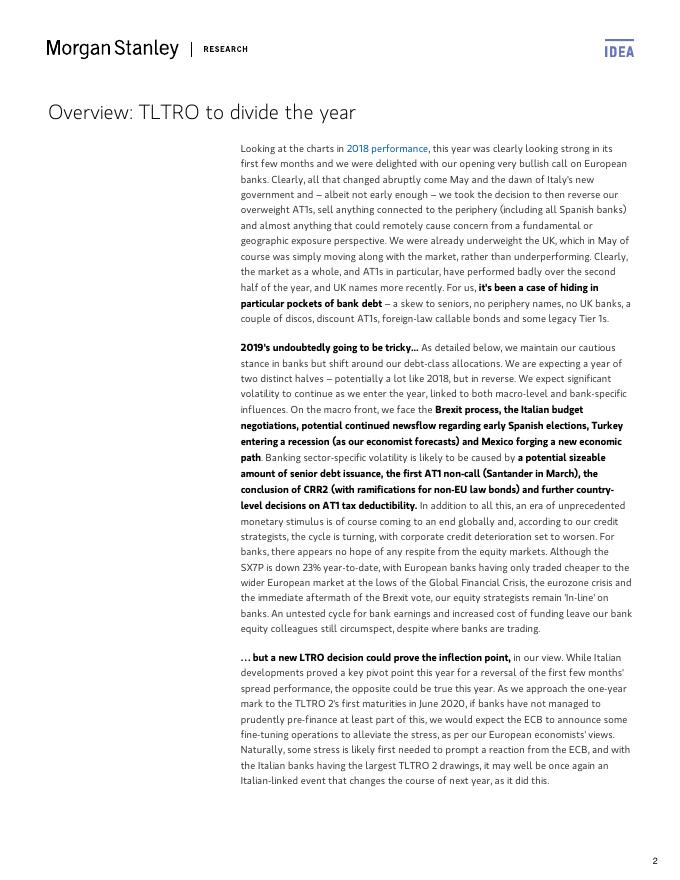 Morgan Stanley | RESEARCH
IDEA
Overview: TLTRO to divide the year
Looking at the charts in 2018 performance, this year was clearly looking strong in its
first few months and we were delighted with our opening very bullish call on European
banks. Clearly, all that changed abruptly come May and the dawn of Italy's new
government and – albeit not early enough – we took the decision to then reverse our
overweight AT1s, sell anything connected to the periphery (including all Spanish banks)
and almost anything that could remotely cause concern from a fundamental or
geographic exposure perspective. We were already underweight the UK, which in May of
course was simply moving along with the market, rather than underperforming. Clearly,
the market as a whole, and AT1s in particular, have performed badly over the second
half of the year, and UK names more recently. For us, it's been a case of hiding in
particular pockets of bank debt – a skew to seniors, no periphery names, no UK banks, a
couple of discos, discount AT1s, foreign-law callable bonds and some legacy Tier 1s.
2019's undoubtedly going to be tricky... As detailed below, we maintain our cautious
stance in banks but shift around our debt-class allocations. We are expecting a year of
two distinct halves – potentially a lot like 2018, but in reverse. We expect significant
volatility to continue as we enter the year, linked to both macro-level and bank-specific
influences. On the macro front, we face the Brexit process, the Italian budget
negotiations, potential continued newsflow regarding early Spanish elections, Turkey
entering a recession (as our economist forecasts) and Mexico forging a new economic
path. Banking sector-specific volatility is likely to be caused by a potential sizeable
amount of senior debt issuance, the first AT1 non-call (Santander in March), the
conclusion of CRR2 (with ramifications for non-EU law bonds) and further country-
level decisions on AT1 tax deductibility. In addition to all this, an era of unprecedented
monetary stimulus is of course coming to an end globally and, according to our credit
strategists, the cycle is turning, with corporate credit deterioration set to worsen. For
banks, there appears no hope of any respite from the equity markets. Although the
SX7P is down 23% year-to-date, with European banks having only traded cheaper to the
wider European market at the lows of the Global Financial Crisis, the eurozone crisis and
the immediate aftermath of the Brexit vote, our equity strategists remain 'In-line' on
banks. An untested cycle for bank earnings and increased cost of funding leave our bank
equity colleagues still circumspect, despite where banks are trading.
... but a new LTRO decision could prove the inflection point, in our view. While Italian
developments proved a key pivot point this year for a reversal of the first few months'
spread performance, the opposite could be true this year. As we approach the one-year
mark to the TLTRO 2's first maturities in June 2020, if banks have not managed to
prudently pre-finance at least part of this, we would expect the ECB to announce some
fine-tuning operations to alleviate the stress, as per our European economists' views.
Naturally, some stress is likely first needed to prompt a reaction from the ECB, and with
the Italian banks having the largest TLTRO 2 drawings, it may well be once again an
Italian-linked event that changes the course of next year, as it did this.
2